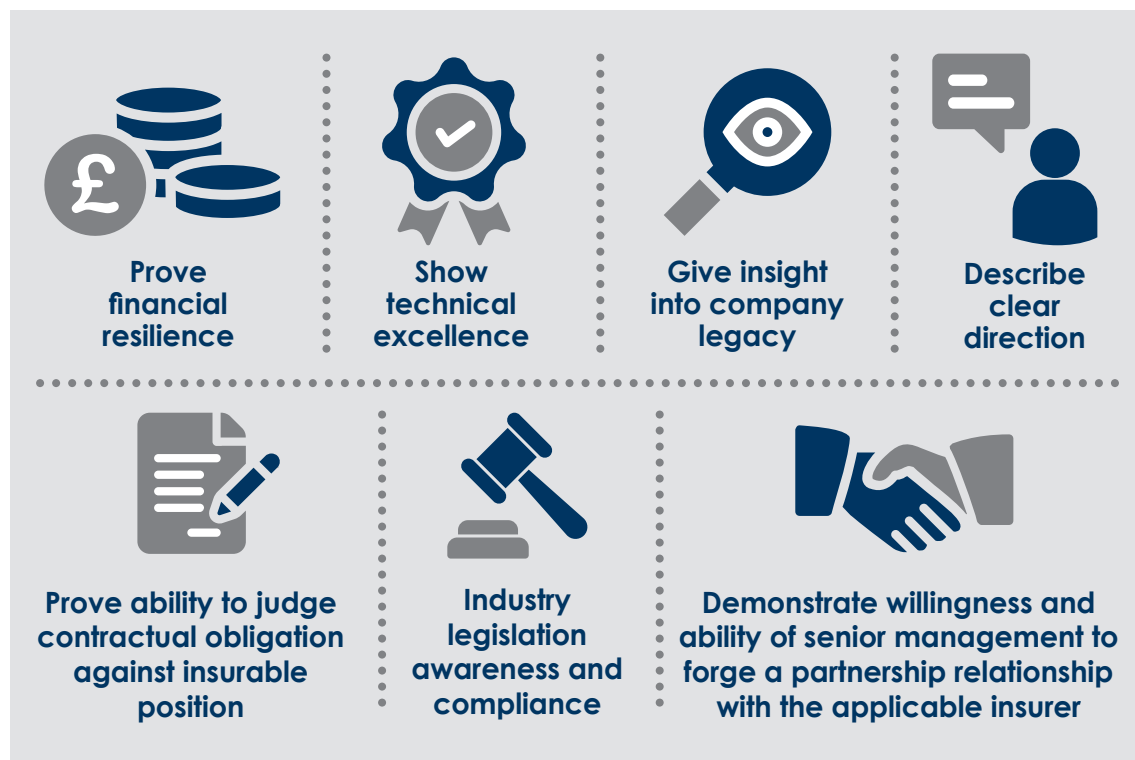 £
Prove
financial
resilience
Show
technical
excellence
Give insight
into company
legacy
Describe
clear
direction
Prove ability to judge
contractual obligation
against insurable
position
Industry
legislation
awareness and
compliance
Demonstrate willingness and
ability of senior management to
forge a partnership relationship
with the applicable insurer